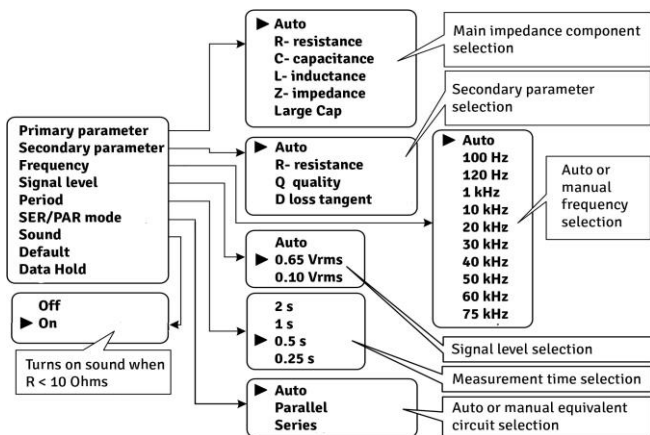 Auto
R- resistance
C- capacitance
L- inductance
Z- impedance
Large Cap
Main impedance component
selection
Primary parameter
Secondary parameter
Frequency
Signal level
Period
SER/PAR mode
Sound
Default
Data Hold
Auto
R- resistance
Q quality
D loss tangent
Secondary parameter
selection
Auto
100 Hz
120 Hz
1 kHz
10 kHz
20 kHz
30 kHz
40 kHz
50 kHz
60 kHz
75 kHz
Auto or
manual
frequency
selection
Auto
0.65 Vrms
0.10 Vrms
Signal level selection
Off
On
Turns on sound when
R < 10 Ohms
2 s
1 s
0.5 s
0.25 s
Measurement time selection
Auto
Parallel
Series
Auto or manual equivalent
circuit selection